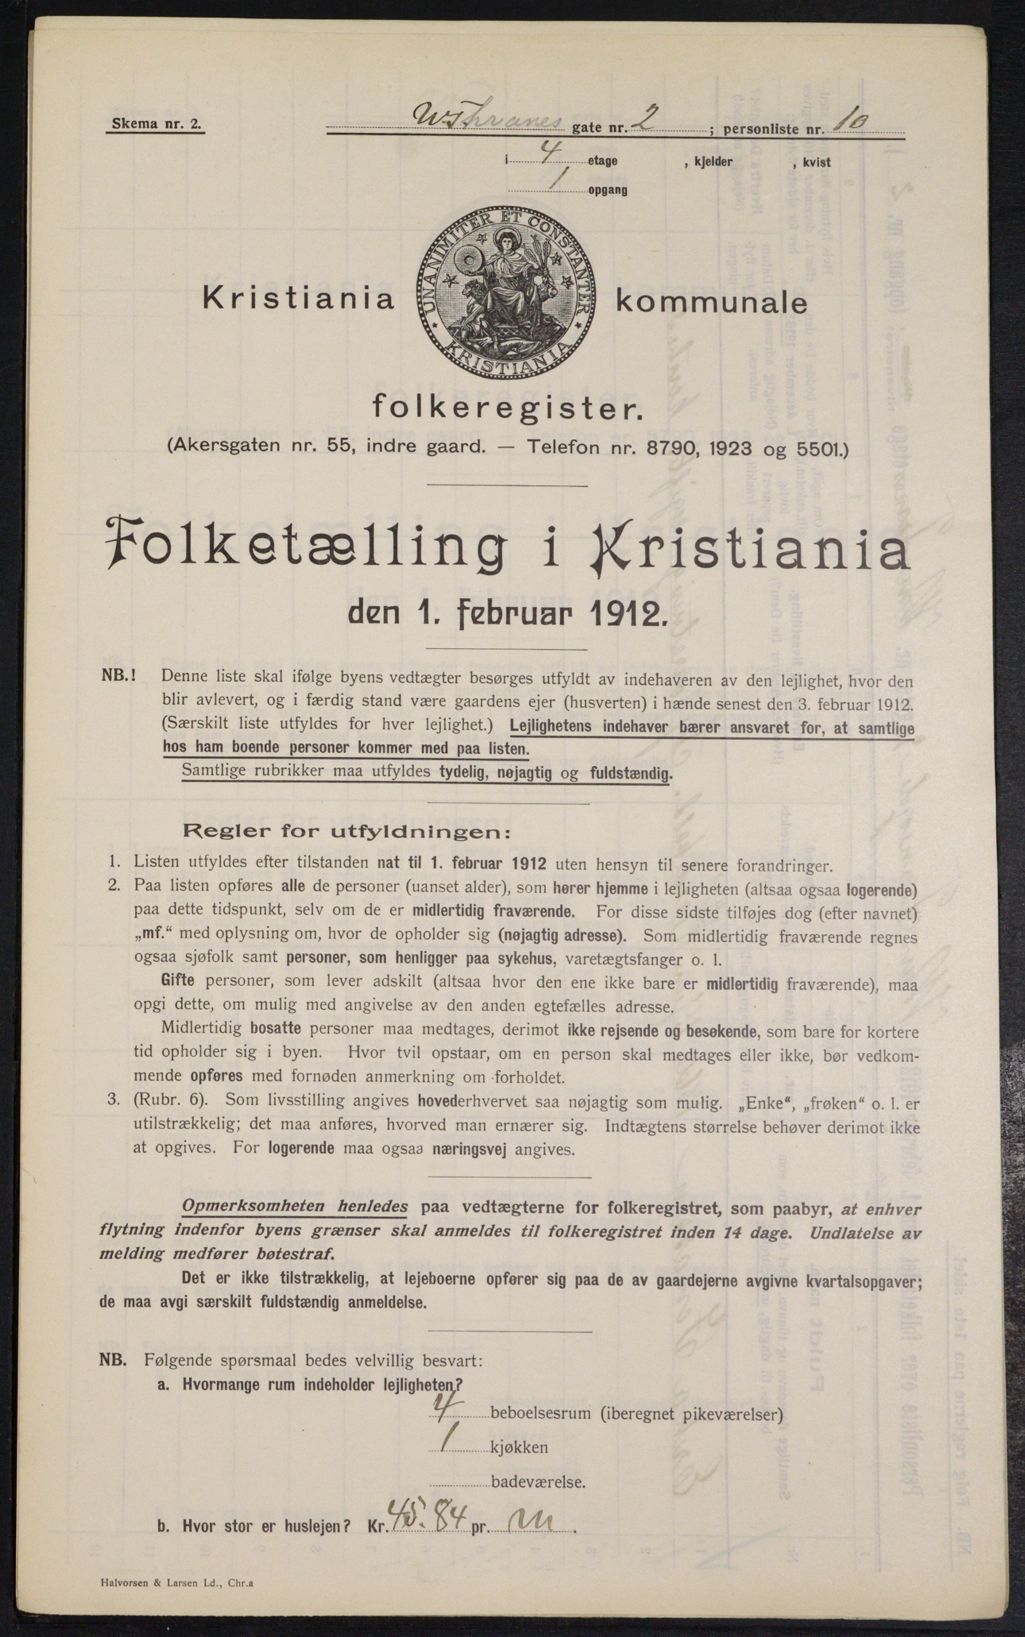 Skema nr. 2.
W Thranes gate nr. 2 ; personliste nr. 10
i 4 etage , kjelder , kvist
1 opgang
UNANIMITER ET CONSTANTER
KRISTIANIA
Kristiania kommunale
folkeregister.
(Akersgaten nr. 55, indre gaard. — Telefon nr. 8790, 1923 og 5501.)
Folketælling i Kristiania
den 1. februar 1912.
NB.! Denne liste skal ifølge byens vedtægter besørges utfyldt av indehaveren av den lejlighet, hvor den
blir avlevert, og i færdig stand være gaardens ejer (husverten) i hænde senest den 3. februar 1912.
(Særskilt liste utfyldes for hver lejlighet.) Lejlighetens indehaver bærer ansvaret for, at samtlige
hos ham boende personer kommer med paa listen.
Samtlige rubrikker maa utfyldes tydelig, nøjagtig og fuldstændig.
Regler for utfyldningen:
1. Listen utfyldes efter tilstanden nat til 1. februar 1912 uten hensyn til senere forandringer.
2. Paa listen opføres alle de personer (uanset alder), som hører hjemme i lejligheten (altsaa ogsaa logerende)
paa dette tidspunkt, selv om de er midlertidig fraværende. For disse sidste tilføjes dog (efter navnet)
„mf.“ med oplysning om, hvor de opholder sig (nøjagtig adresse). Som midlertidig fraværende regnes
ogsaa sjøfolk samt personer, som henligger paa sykehus, varetægtsfanger o. l.
Gifte personer, som lever adskilt (altsaa hvor den ene ikke bare er midlertidig fraværende), maa
opgi dette, om mulig med angivelse av den anden egtefælles adresse.
Midlertidig bosatte personer maa medtages, derimot ikke rejsende og besøkende, som bare for kortere
tid opholder sig i byen. Hvor tvil opstaar, om en person skal medtages eller ikke, bør vedkom-
mende opføres med fornøden anmerkning om forholdet.
3. (Rubr. 6). Som livsstilling angives hovederhvervet saa nøjagtig som mulig. „Enke“, „frøken“ o. l. er
utilstrækkelig; det maa anføres, hvorved man ernærer sig. Indtægtens størrelse behøver derimot ikke
at opgives. For logerende maa ogsaa næringsvej angives.
Opmerksomheten henledes paa vedtægterne for folkeregistret, som paabyr, at enhver
flytning indenfor byens grænser skal anmeldes til folkeregistret inden 14 dage. Undlatelse av
melding medfører bøtestraf.
Det er ikke tilstrækkelig, at lejeboerne opfører sig paa de av gaardejerne avgivne kvartalsopgaver;
de maa avgi særskilt fuldstændig anmeldelse.
NB. Følgende spørsmaal bedes velvillig besvart:
a. Hvormange rum indeholder lejligheten?
4 beboelsesrum (iberegnet pikeværelser)
1 kjøkken
badeværelse.
b. Hvor stor er huslejen? Kr. 45.84 pr. m .
Halvorsen & Larsen Ld., Chr.a